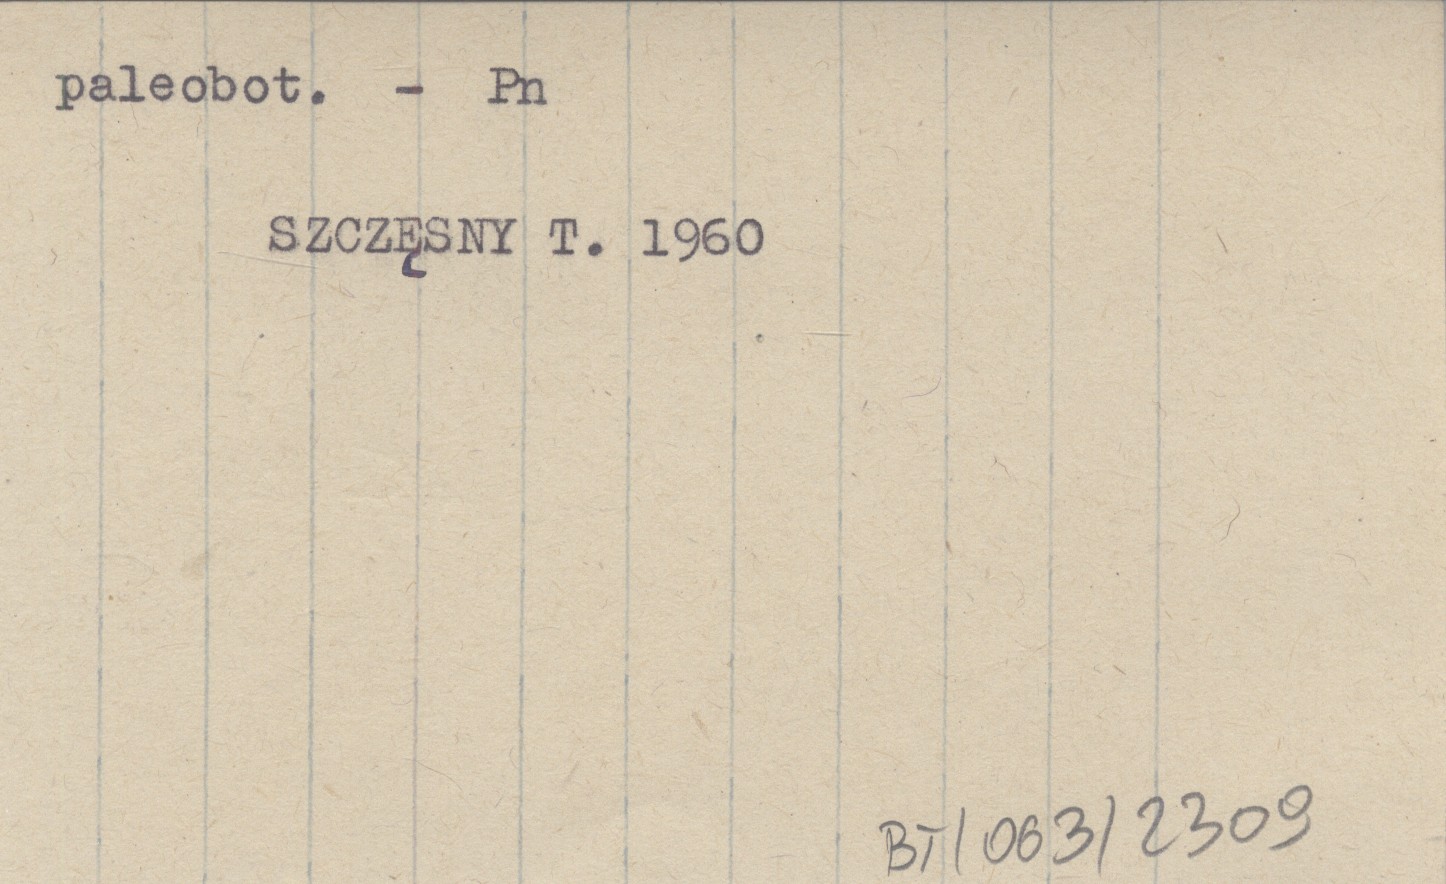 paleobot. - Pn
SZCZĘSNY T. 1960
BT/063/2309